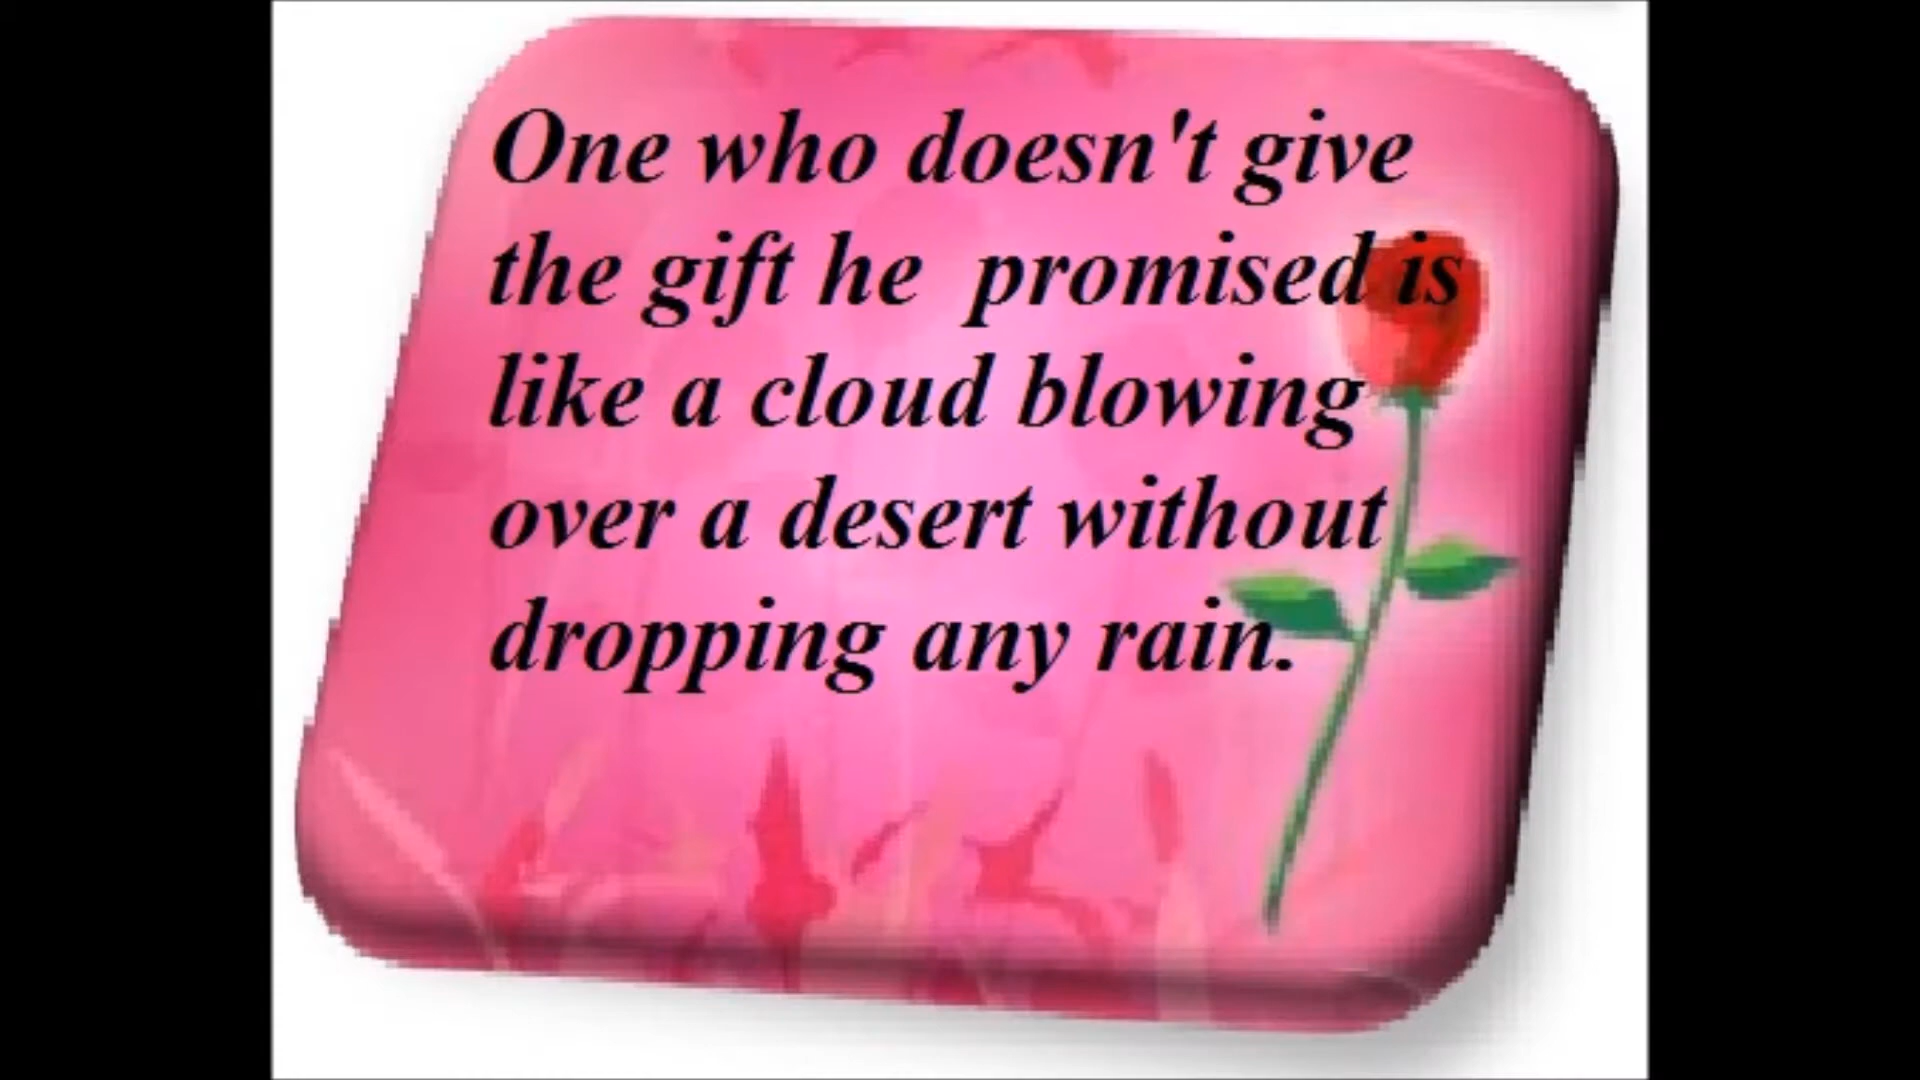 One who doesn't give
the gift he promised is
like a cloud blowing
over a desert without
dropping any rain.